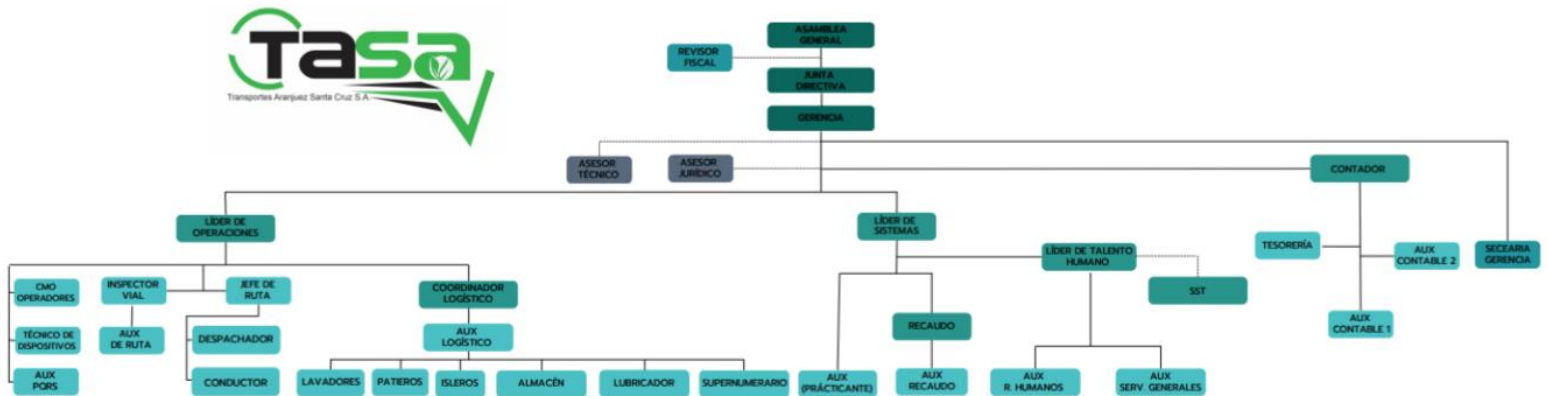 Tasa
Transportes Aranjuez Santa Cruz S.A.
ASAMBLEA
GENERAL
REVISOR
FISCAL
JUNTA
DIRECTIVA
GERENCIA
ASESOR
TÉCNICO
ASESOR
JURÍDICO
CONTADOR
LÍDER DE
OPERACIONES
LÍDER DE
SISTEMAS
LÍDER DE TALENTO
HUMANO
TESORERÍA
AUX
CONTABLE 2
SECEARIA
GERENCIA
CMO
OPERADORES
INSPECTOR
VIAL
JEFE DE
RUTA
COORDINADOR
LOGÍSTICO
SST
TÉCNICO DE
DISPOSITIVOS
AUX
DE RUTA
DESPACHADOR
AUX
LOGÍSTICO
RECAUDO
AUX
CONTABLE 1
AUX
PQRS
CONDUCTOR
LAVADORES
PATIEROS
ISLEROS
ALMACÉN
LUBRICADOR
SUPERNUMERARIO
AUX
(PRÁCTICANTE)
AUX
RECAUDO
AUX
R. HUMANOS
AUX
SERV. GENERALES